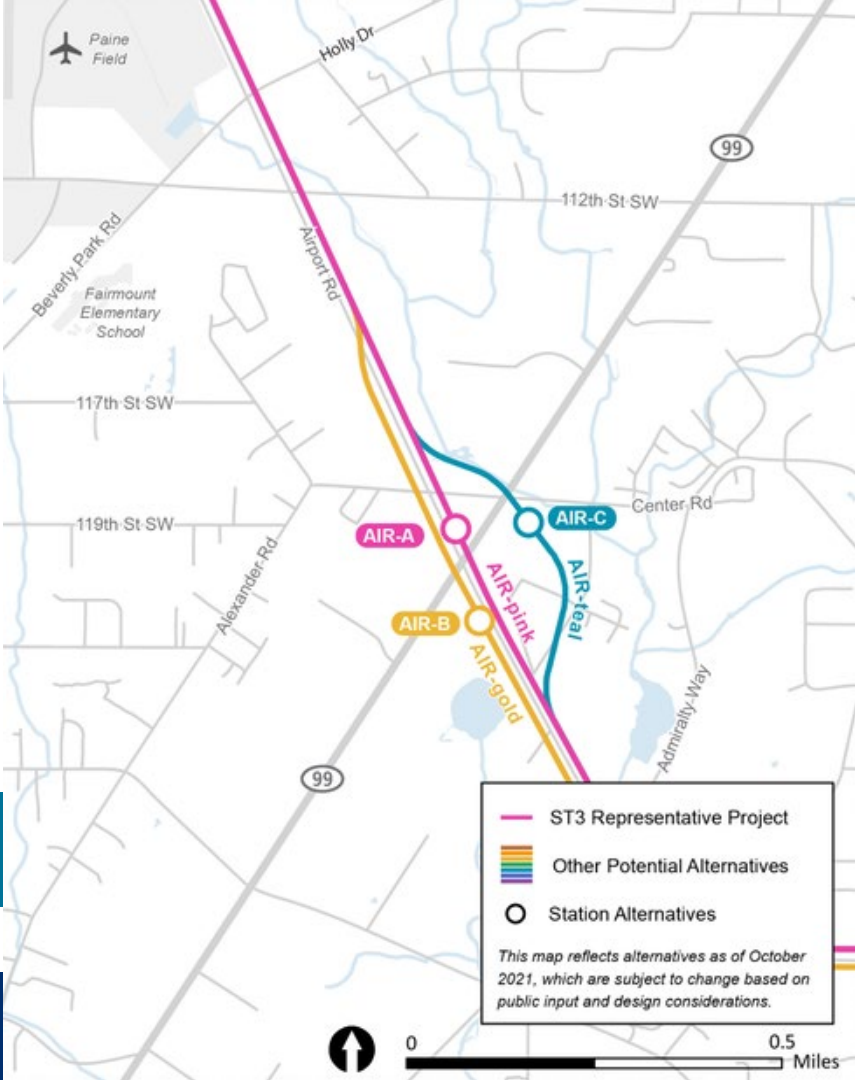 Paine
Field
Holly Dr
99
112th St SW
Beverly Park Rd
Airport Rd
Fairmount
Elementary
School
117th St SW
Center Rd
AIR-C
119th St SW
AIR-A
AIR-pink
AIR-teal
Alexander Rd
AIR-B
AIR-gold
Admiralty Way
99
ST3 Representative Project
Other Potential Alternatives
Station Alternatives
This map reflects alternatives as of October
2021, which are subject to change based on
public input and design considerations.
0 0.5
Miles